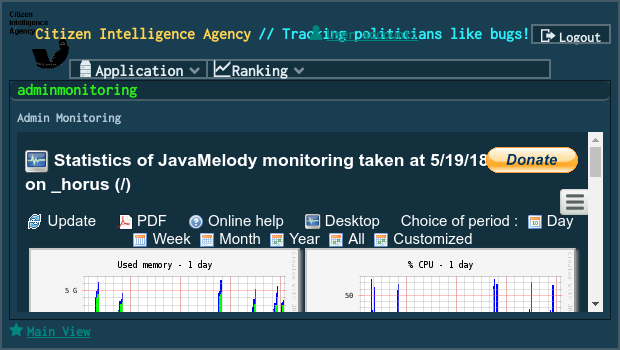 Citizen
Intelligence
Agency
Citizen Intelligence Agency // Tracking politicians like bugs!
Logout
Application
Ranking
adminmonitoring
Admin Monitoring
Statistics of JavaMelody monitoring taken at 5/19/18
Donate
on _horus (/)
Update PDF Online help Desktop Choice of period : Day
Week Month Year All Customized
Used memory - 1 day
% CPU - 1 day
5 G
50
Main View